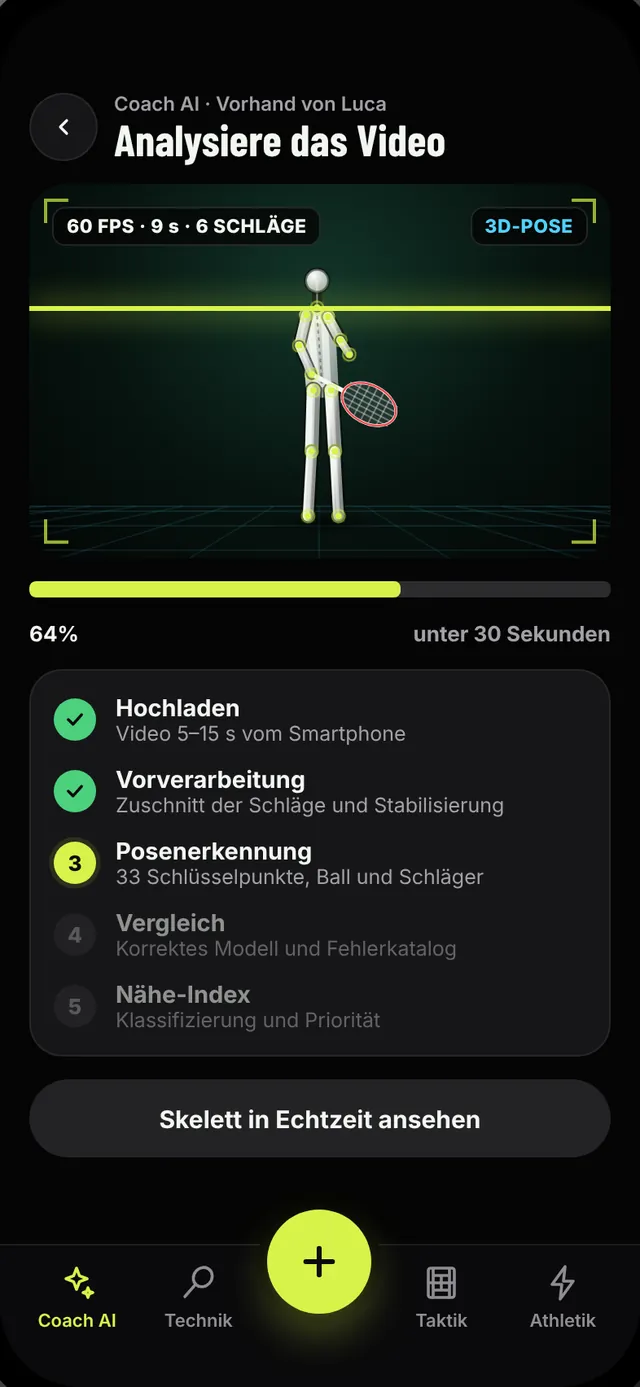 Coach AI · Vorhand von Luca
Analysiere das Video
60 FPS · 9 s · 6 SCHLÄGE
3D-POSE
64%
unter 30 Sekunden
Hochladen
Video 5–15 s vom Smartphone
Vorverarbeitung
Zuschnitt der Schläge und Stabilisierung
3
Posenerkennung
33 Schlüsselpunkte, Ball und Schläger
4
Vergleich
Korrektes Modell und Fehlerkatalog
5
Nähe-Index
Klassifizierung und Priorität
Skelett in Echtzeit ansehen
Coach AI
Technik
Taktik
Athletik